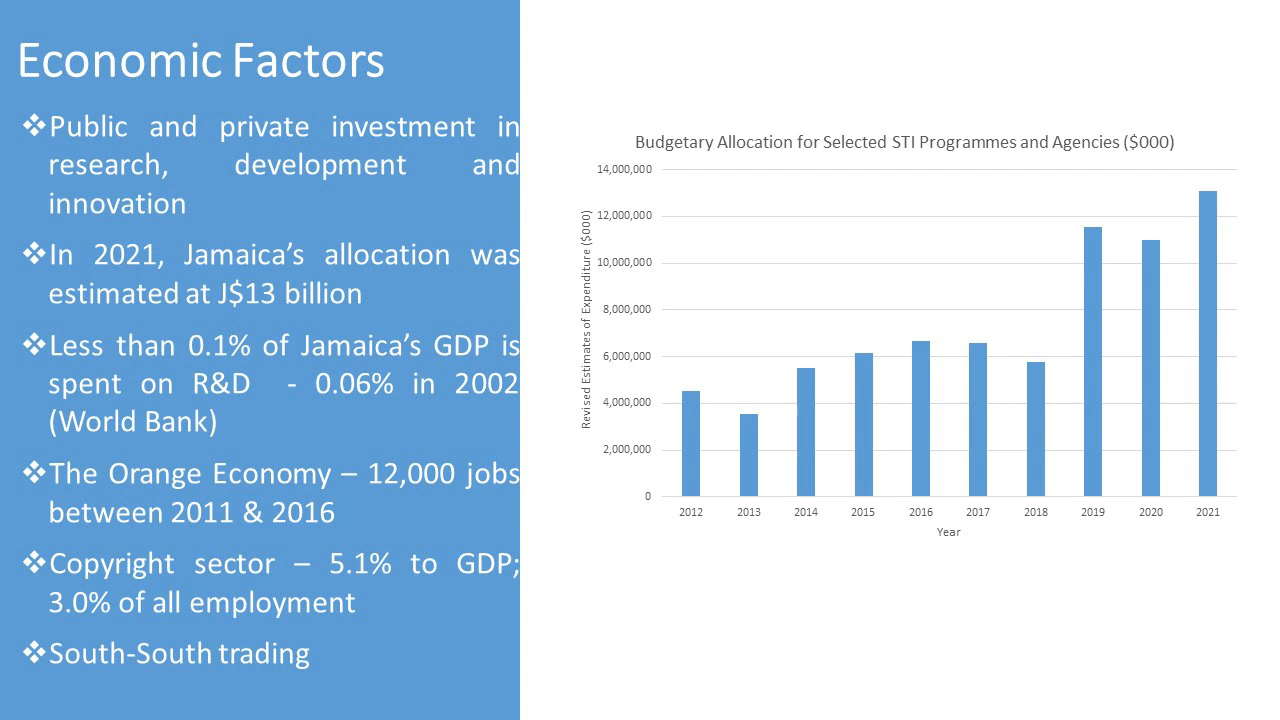 Economic Factors
❖Public and private investment in
research, development and
innovation
❖In 2021, Jamaica’s allocation was
estimated at J$13 billion
❖Less than 0.1% of Jamaica’s GDP is
spent on R&D - 0.06% in 2002
(World Bank)
❖The Orange Economy – 12,000 jobs
between 2011 & 2016
❖Copyright sector – 5.1% to GDP;
3.0% of all employment
❖South-South trading
Budgetary Allocation for Selected STI Programmes and Agencies ($000)
Revised Estimates of Expenditure ($000)
14,000,000
12,000,000
10,000,000
8,000,000
6,000,000
4,000,000
2,000,000
0
2012 2013 2014 2015 2016 2017 2018 2019 2020 2021
Year